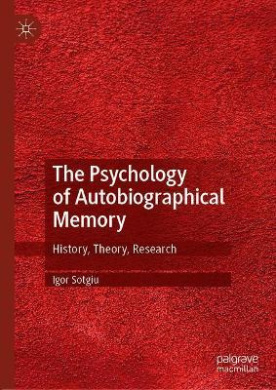 The Psychology
of Autobiographical
Memory
History, Theory, Research
Igor Sotgiu
palgrave
macmillan